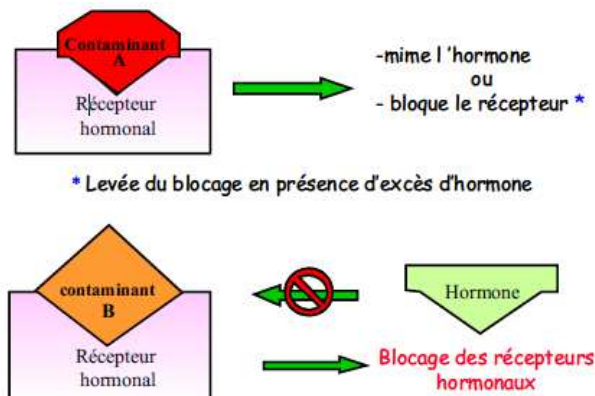 Contaminant
A
Récepteur
hormonal
-mime l'hormone
ou
- bloque le récepteur *
* Levée du blocage en présence d'excès d'hormone
contaminant
B
Récepteur
hormonal
Hormone
Blocage des récepteurs
hormonaux